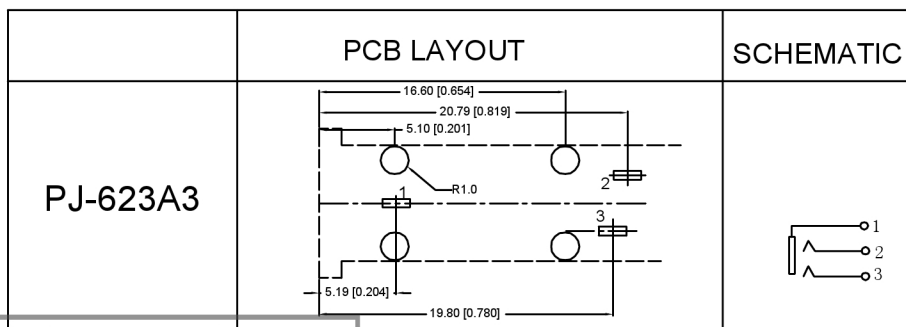 PCB LAYOUT
SCHEMATIC
PJ-623A3
16.60 [0.654]
20.79 [0.819]
5.10 [0.201]
R1.0
1
2
3
5.19 [0.204]
19.80 [0.780]
1
2
3